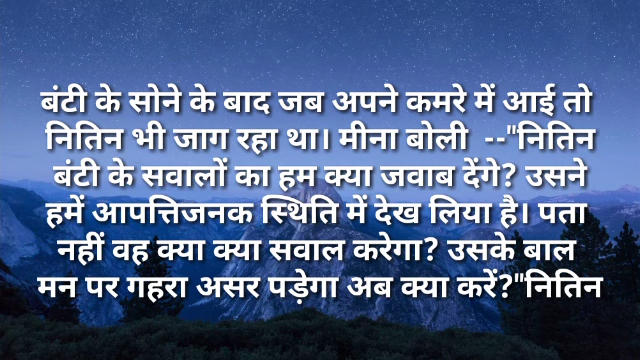 बंटी के सोने के बाद जब अपने कमरे में आई तो
नितिन भी जाग रहा था। मीना बोली --"नितिन
बंटी के सवालों का हम क्या जवाब देंगे? उसने
हमें आपत्तिजनक स्थिति में देख लिया है। पता
नहीं वह क्या क्या सवाल करेगा? उसके बाल
मन पर गहरा असर पड़ेगा अब क्या करें?"नितिन